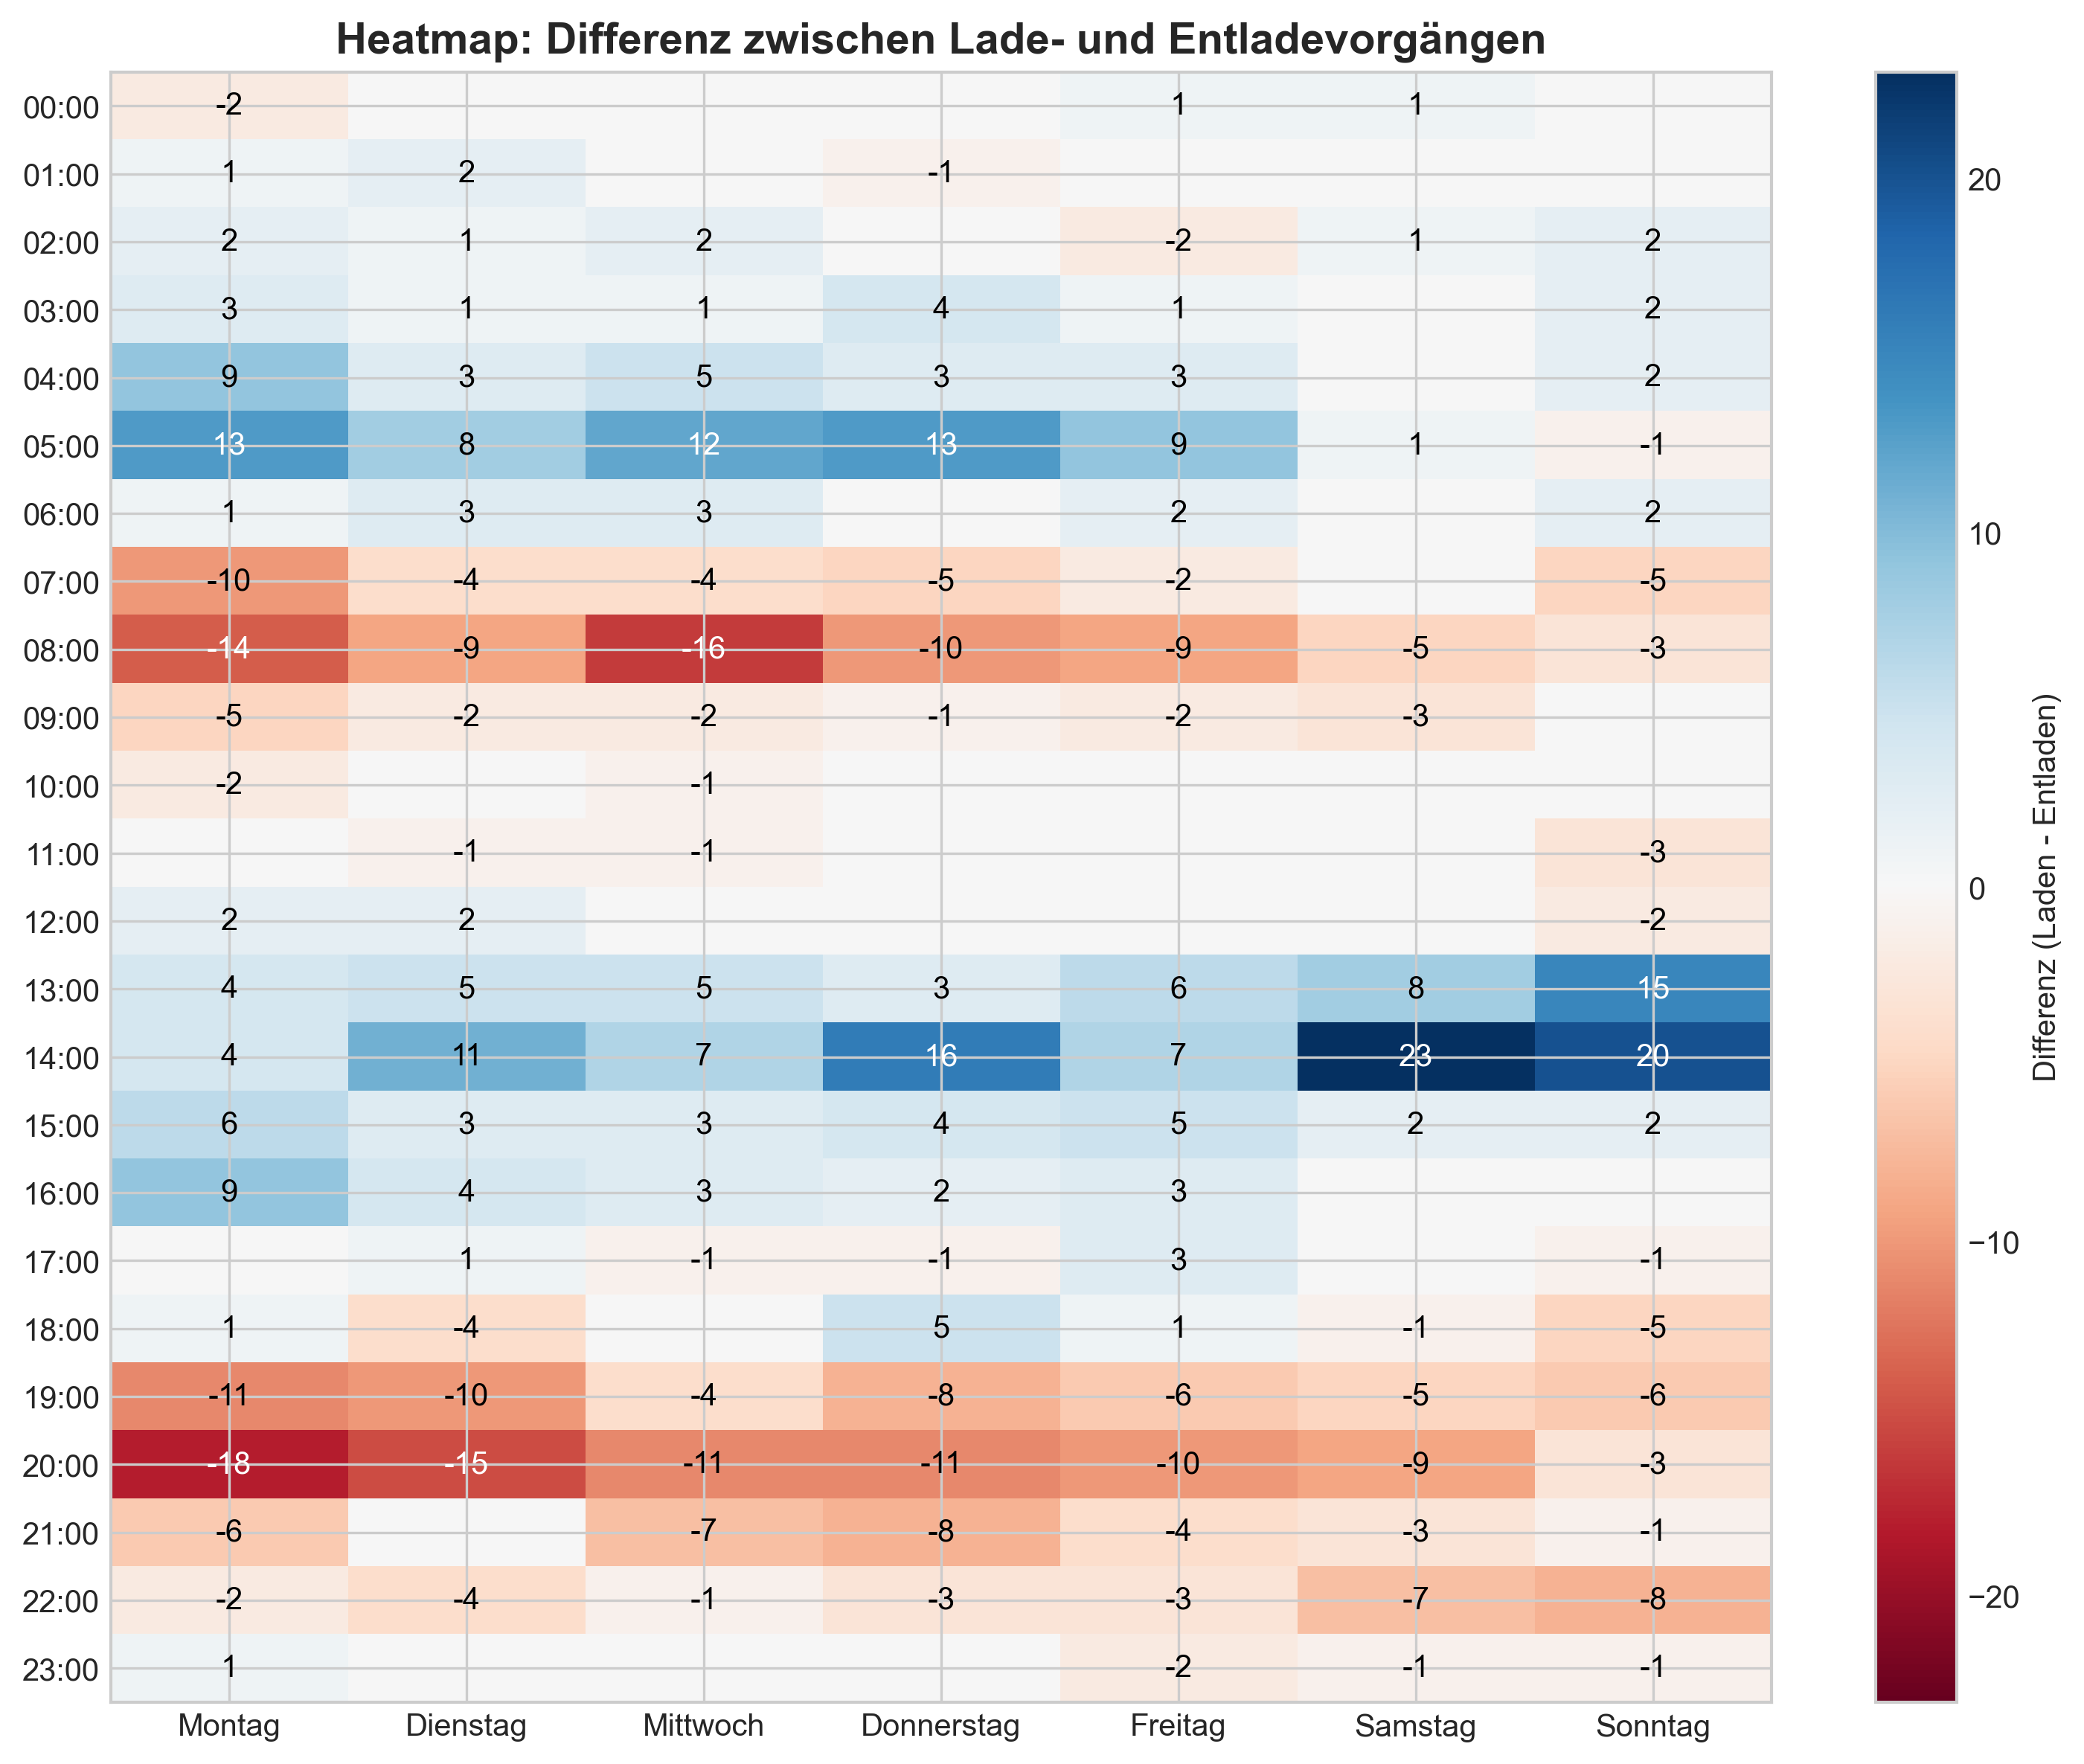 Heatmap: Differenz zwischen Lade- und Entladevorgängen
00:00 -2 1 1
01:00 1 2 -1
02:00 2 1 2 -2 1 2
03:00 3 1 1 4 1 2
04:00 9 3 5 3 3 2
05:00 13 8 12 13 9 1 -1
06:00 1 3 3 2 2
07:00 -10 -4 -4 -5 -2 -5
08:00 -14 -9 -16 -10 -9 -5 -3
09:00 -5 -2 -2 -1 -2 -3
10:00 -2 -1
11:00 -1 -1 -3
12:00 2 2 -2
13:00 4 5 5 3 6 8 15
14:00 4 11 7 16 7 23 20
15:00 6 3 3 4 5 2 2
16:00 9 4 3 2 3
17:00 1 -1 -1 3 -1
18:00 1 -4 5 1 -1 -5
19:00 -11 -10 -4 -8 -6 -5 -6
20:00 -18 -15 -11 -11 -10 -9 -3
21:00 -6 -7 -8 -4 -3 -1
22:00 -2 -4 -1 -3 -3 -7 -8
23:00 1 -2 -1 -1
Montag Dienstag Mittwoch Donnerstag Freitag Samstag Sonntag
20
10
0
−10
−20
Differenz (Laden - Entladen)